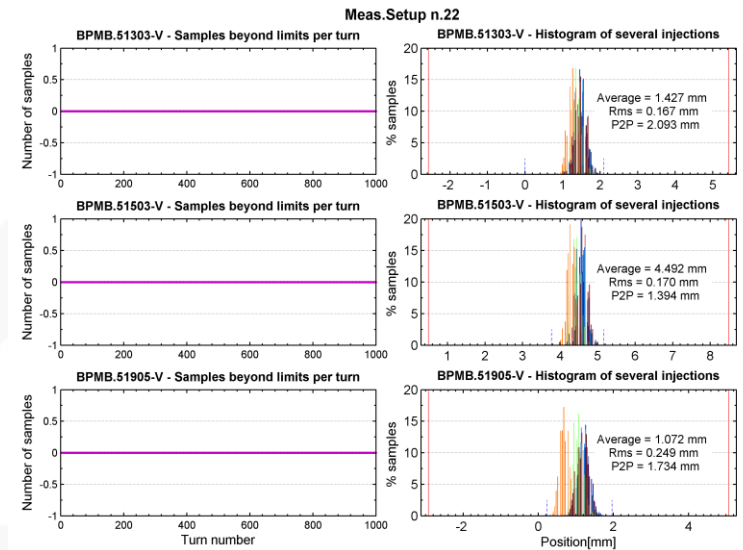 Meas.Setup n.22
BPMB.51303-V - Samples beyond limits per turn
Number of samples
1
0.5
0
-0.5
-1
0 200 400 600 800 1000
BPMB.51303-V - Histogram of several injections
% samples
20
15
10
5
0
-2 -1 0 1 2 3 4 5
Average = 1.427 mm
Rms = 0.167 mm
P2P = 2.093 mm
BPMB.51503-V - Samples beyond limits per turn
Number of samples
1
0.5
0
-0.5
-1
0 200 400 600 800 1000
BPMB.51503-V - Histogram of several injections
% samples
20
15
10
5
0
1 2 3 4 5 6 7 8
Average = 4.492 mm
Rms = 0.170 mm
P2P = 1.394 mm
BPMB.51905-V - Samples beyond limits per turn
Number of samples
1
0.5
0
-0.5
-1
0 200 400 600 800 1000
Turn number
BPMB.51905-V - Histogram of several injections
% samples
20
15
10
5
0
-2 0 2 4
Average = 1.072 mm
Rms = 0.249 mm
P2P = 1.734 mm
Position[mm]